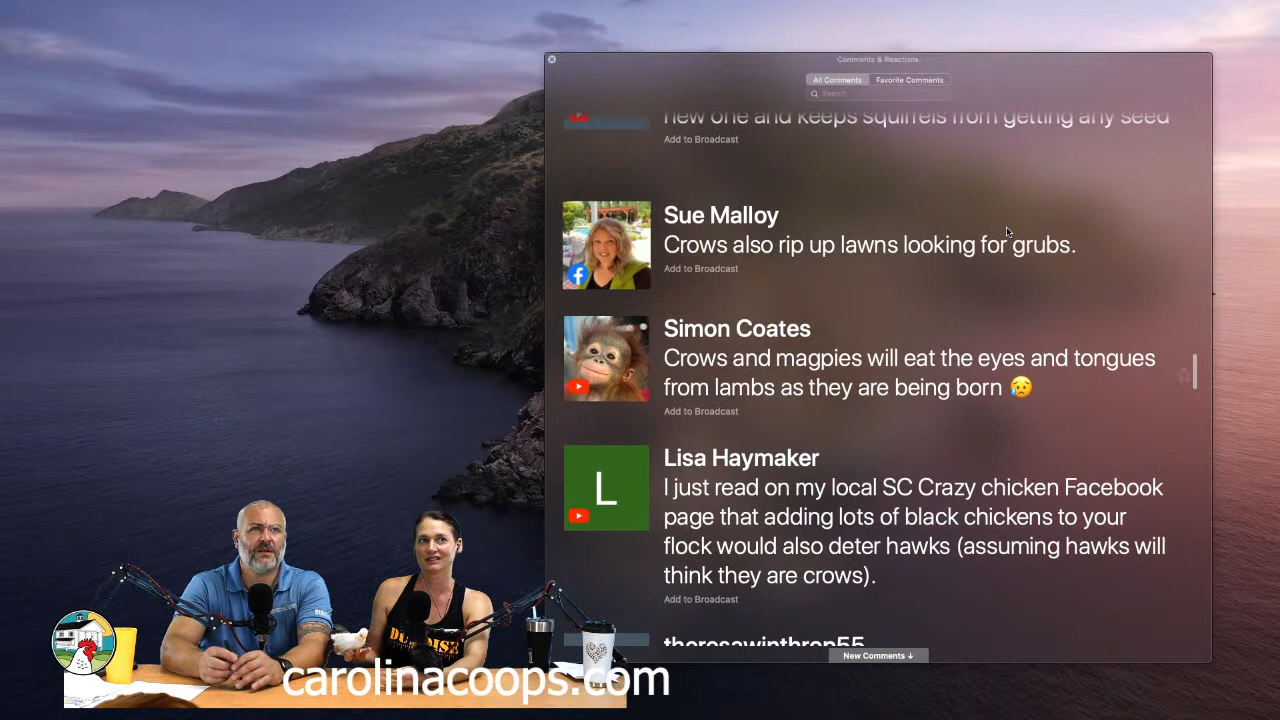 Comments & Reactions
All Comments
Favorite Comments
Search
new one and keeps squirrels from getting any seed
Add to Broadcast
Sue Malloy
Crows also rip up lawns looking for grubs.
Add to Broadcast
Simon Coates
Crows and magpies will eat the eyes and tongues
from lambs as they are being born 😥
Add to Broadcast
L
Lisa Haymaker
I just read on my local SC Crazy chicken Facebook
page that adding lots of black chickens to your
flock would also deter hawks (assuming hawks will
think they are crows).
Add to Broadcast
theresawinthrop55
New Comments ↓
carolinacoops.com